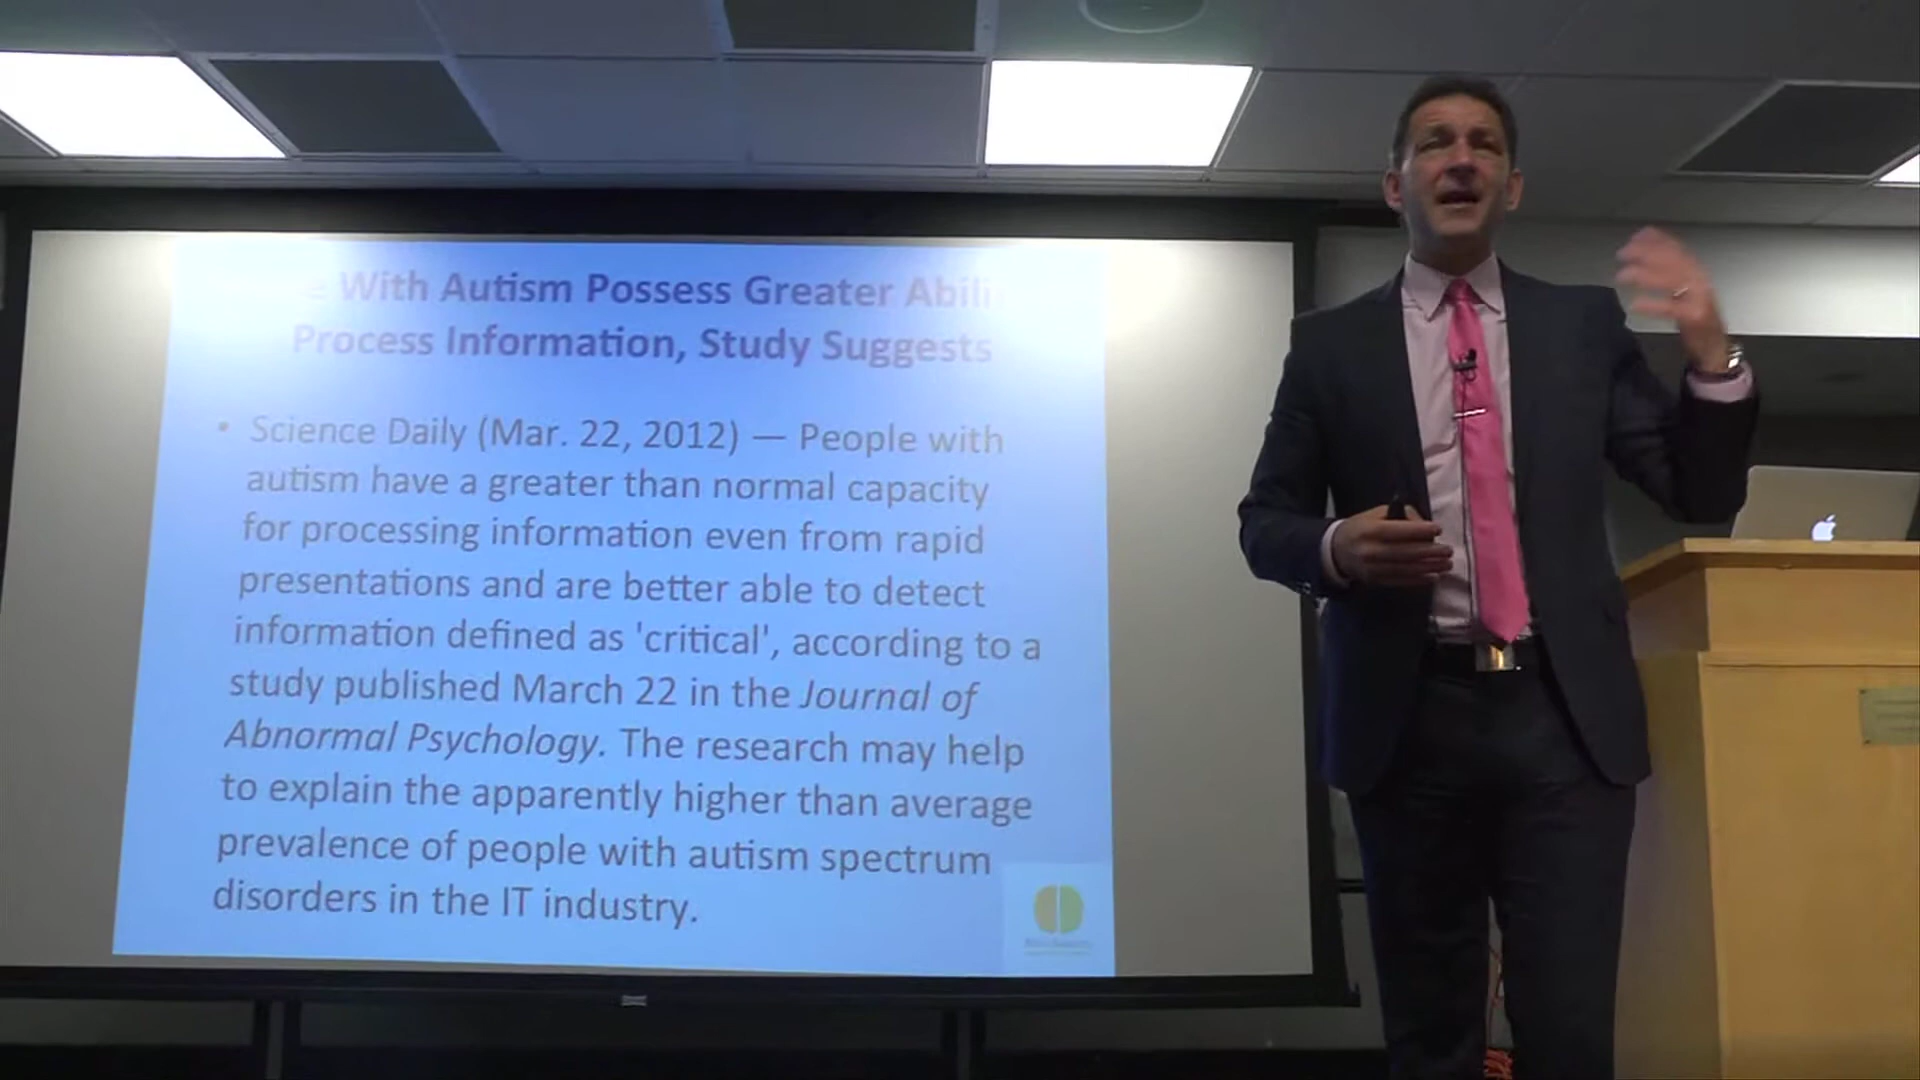 With Autism Possess Greater
Process Information, Study Suggests
• Science Daily (Mar. 22, 2012) — People with
autism have a greater than normal capacity
for processing information even from rapid
presentations and are better able to detect
information defined as 'critical', according to a
study published March 22 in the Journal of
Abnormal Psychology. The research may help
to explain the apparently higher than average
prevalence of people with autism spectrum
disorders in the IT industry.